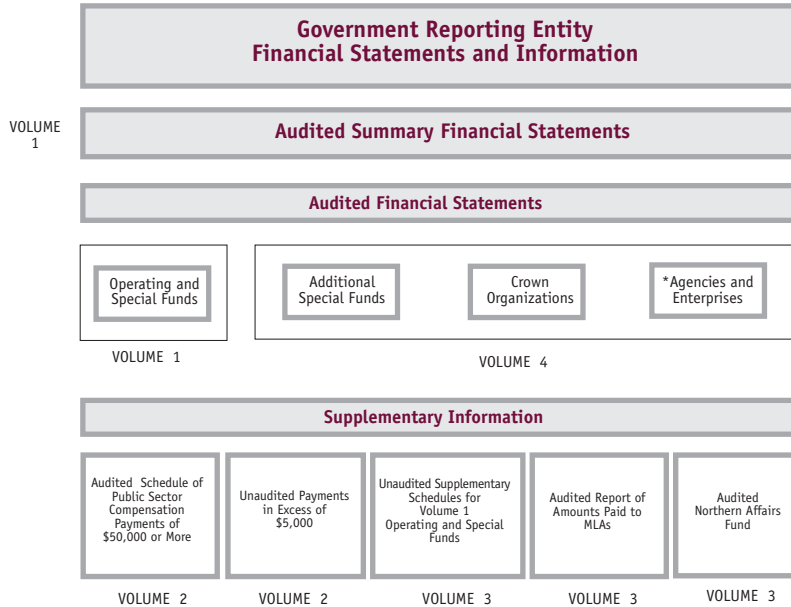 Government Reporting Entity
Financial Statements and Information
VOLUME
1
Audited Summary Financial Statements
Audited Financial Statements
Operating and
Special Funds
Additional
Special Funds
Crown
Organizations
*Agencies and
Enterprises
VOLUME 1
VOLUME 4
Supplementary Information
Audited Schedule of
Public Sector
Compensation
Payments of
$50,000 or More
Unaudited Payments
in Excess of
$5,000
Unaudited Supplementary
Schedules for
Volume 1
Operating and Special
Funds
Audited Report of
Amounts Paid to
MLAs
Audited
Northern Affairs
Fund
VOLUME 2
VOLUME 2
VOLUME 3
VOLUME 3
VOLUME 3